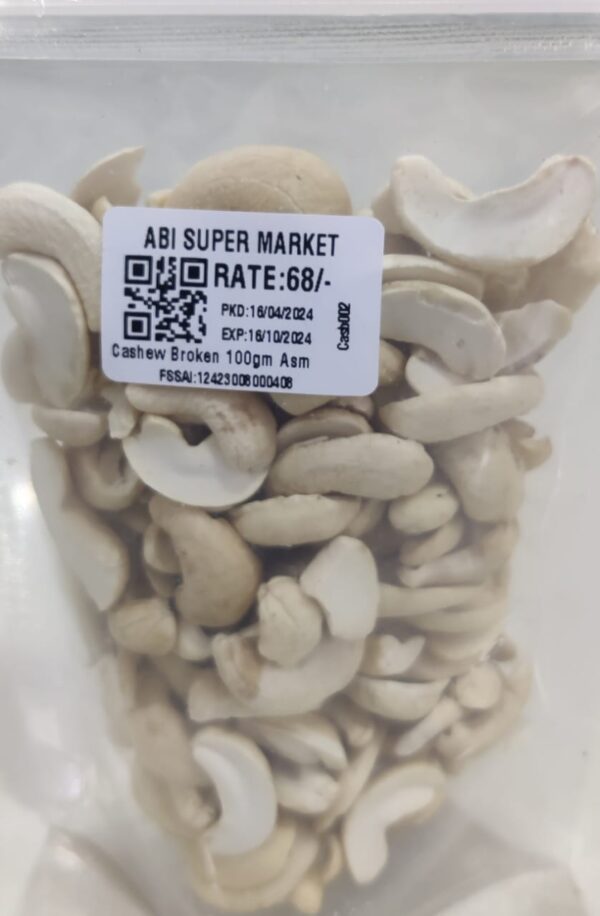 ABI SUPER MARKET
RATE:68/-
PKD:16/04/2024
EXP:16/10/2024
Cash002
Cashew Broken 100gm Asm
FSSAI:12423008000408